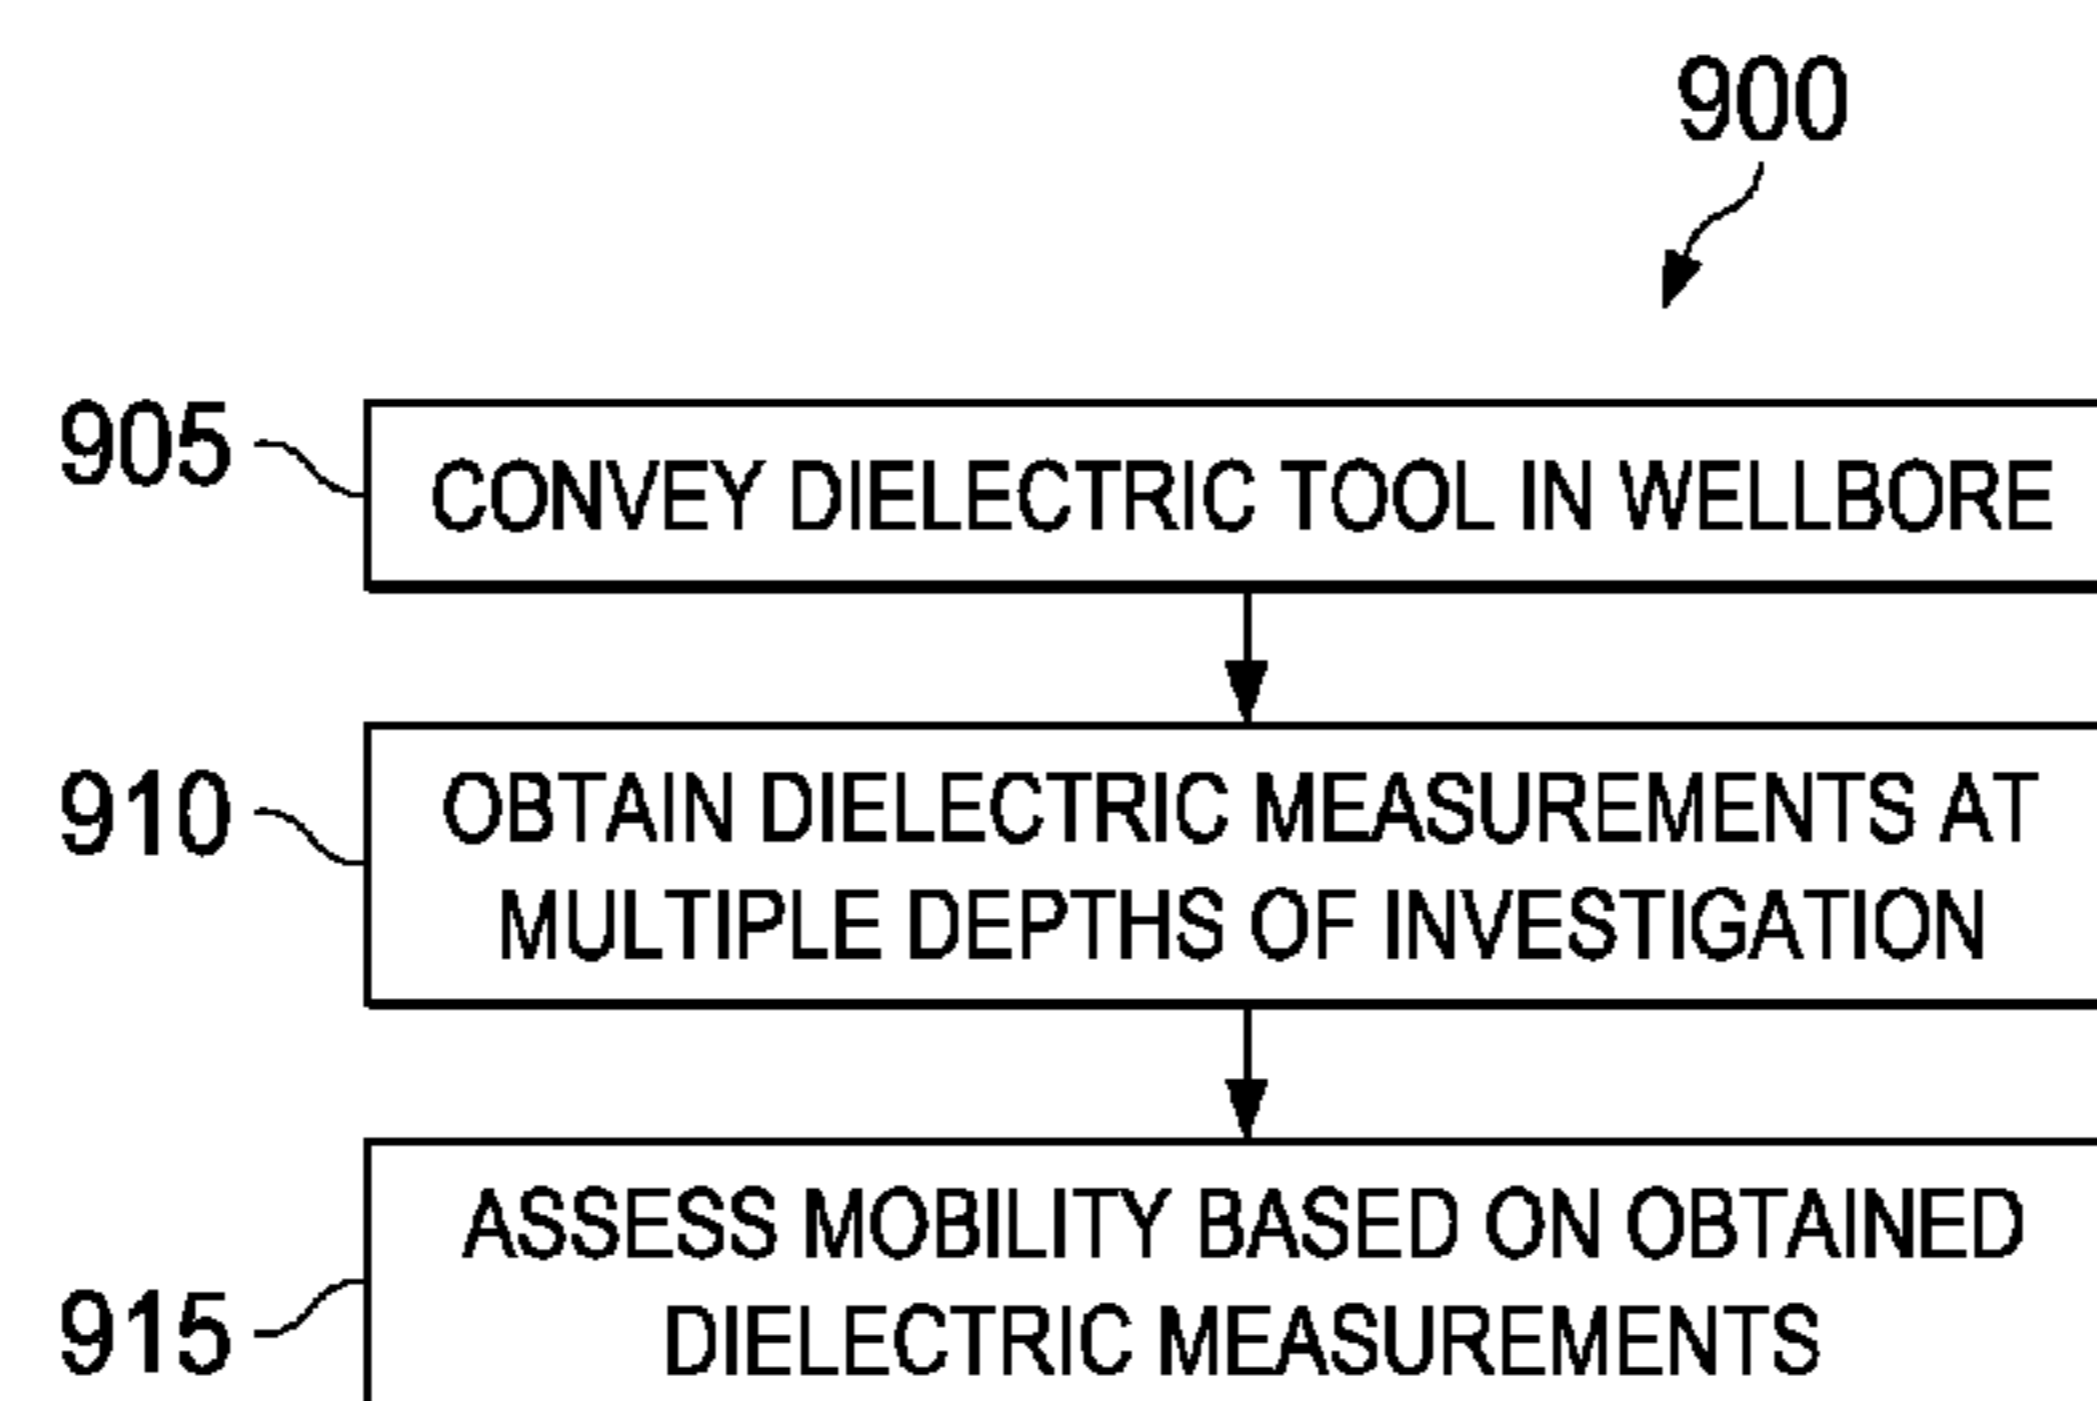 900
905
CONVEY DIELECTRIC TOOL IN WELLBORE
910
OBTAIN DIELECTRIC MEASUREMENTS AT
MULTIPLE DEPTHS OF INVESTIGATION
ASSESS MOBILITY BASED ON OBTAINED
915
DIELECTRIC MEASUREMENTS